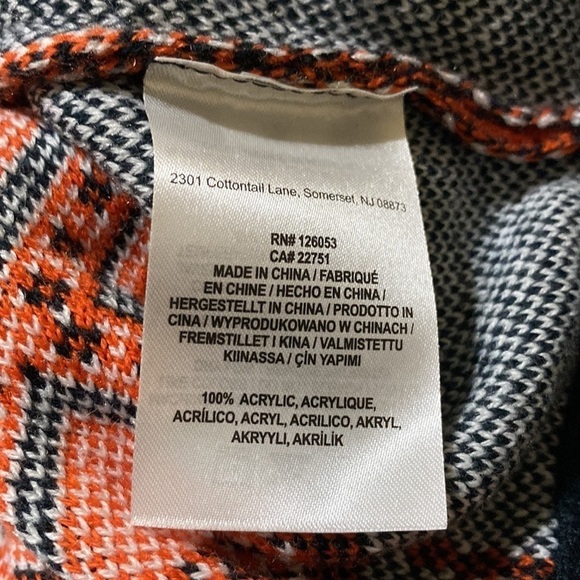 2301 Cottontail Lane, Somerset, NJ 08873
RN# 126053
CA# 22751
MADE IN CHINA / FABRIQUÉ
EN CHINE / HECHO EN CHINA /
HERGESTELLT IN CHINA / PRODOTTO IN
CINA / WYPRODUKOWANO W CHINACH /
FREMSTILLET I KINA / VALMISTETTU
KIINASSA / ÇİN YAPIMI
100% ACRYLIC, ACRYLIQUE,
ACRÍLICO, ACRYL, ACRILICO, AKRYL,
AKRYYLI, AKRİLİK